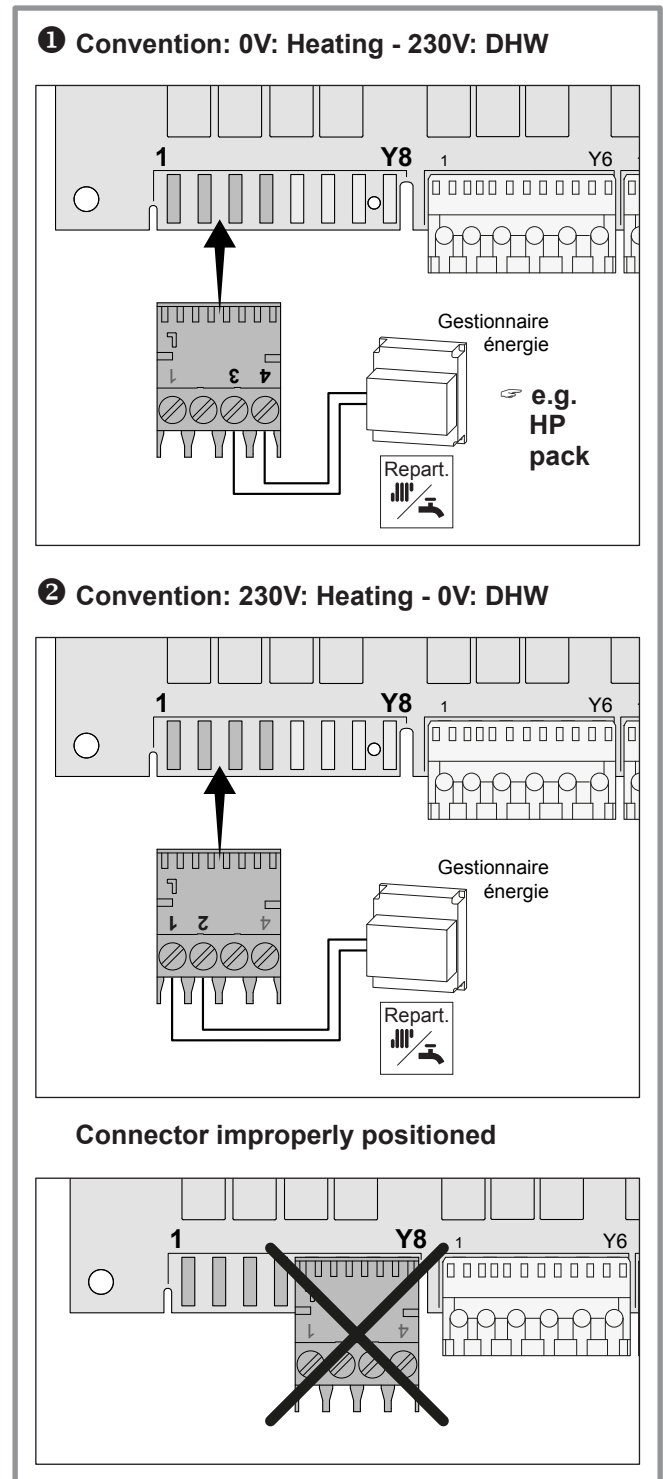 ❶ Convention: 0V: Heating - 230V: DHW
1 Y8 1 Y6
Gestionnaire
énergie
☞ e.g.
HP
pack
1 3 4
Repart.
❷ Convention: 230V: Heating - 0V: DHW
1 Y8 1 Y6
Gestionnaire
énergie
1 2 4
Repart.
Connector improperly positioned
1 Y8 1 Y6
1 4